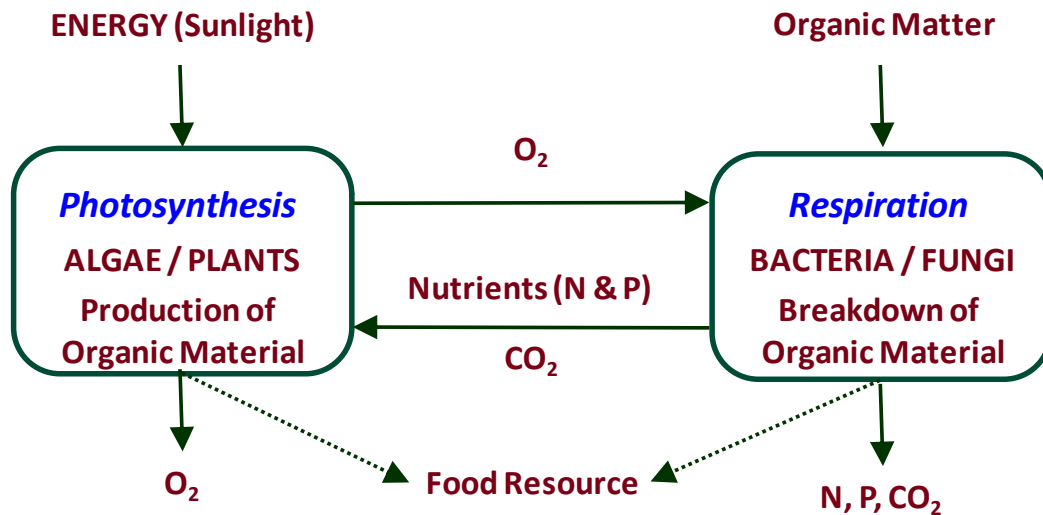 ENERGY (Sunlight)
Organic Matter
O₂
Photosynthesis
ALGAE / PLANTS
Production of
Organic Material
Nutrients (N & P)
CO₂
Respiration
BACTERIA / FUNGI
Breakdown of
Organic Material
O₂
Food Resource
N, P, CO₂